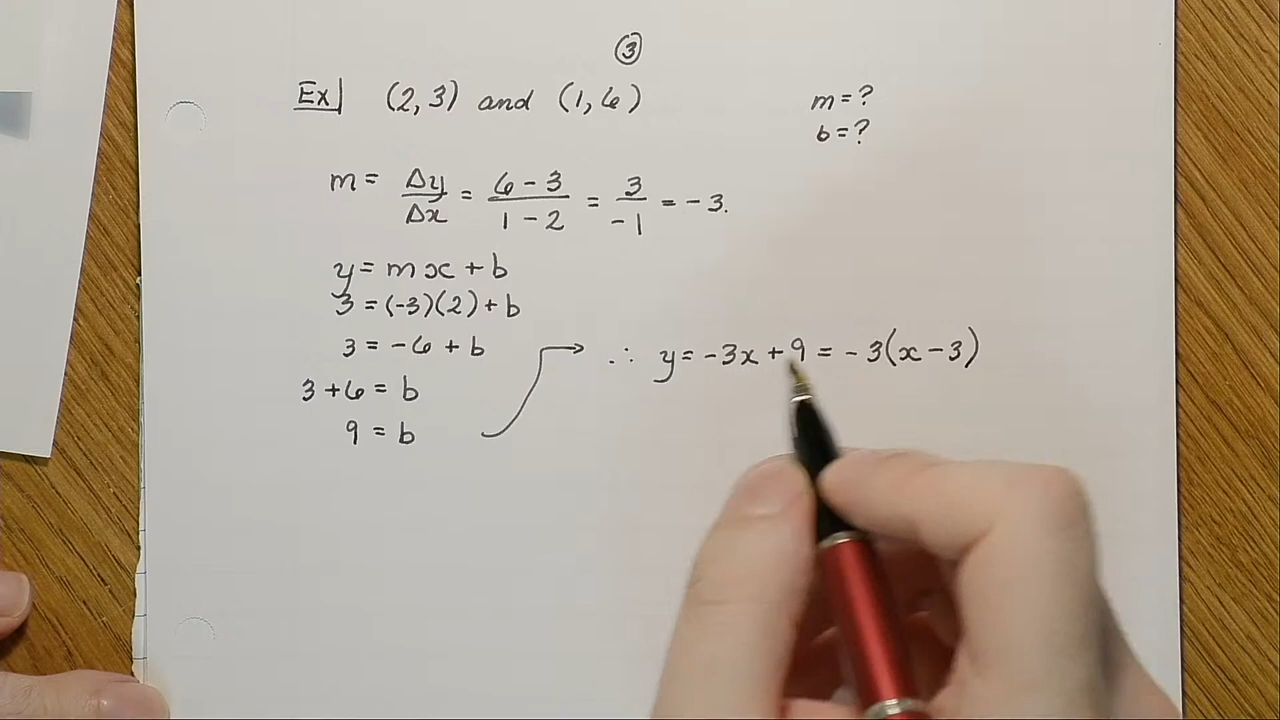 ③
Ex| (2, 3) and (1, 6)
m = ?
b = ?
m = Δy/Δx = (6 - 3)/(1 - 2) = 3/-1 = -3.
y = mx + b
3 = (-3)(2) + b
3 = -6 + b
3 + 6 = b
9 = b
∴ y = -3x + 9 = -3(x - 3)